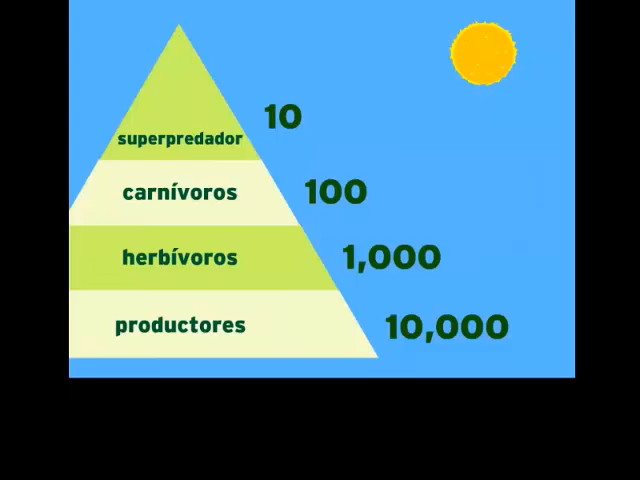 10
superpredador
carnívoros 100
herbívoros 1,000
productores 10,000